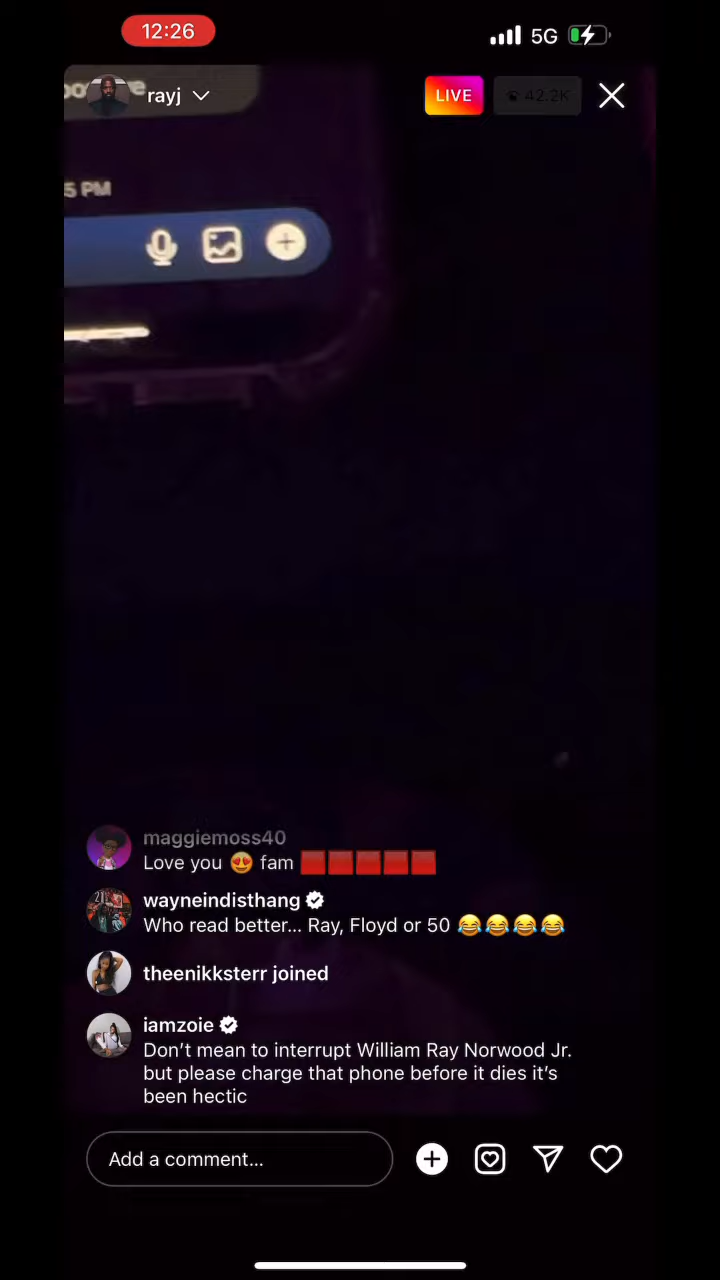 12:26
5G
rayj
LIVE
42.2K
5 PM
maggiemoss40
Love you 😍 fam 🟥🟥🟥🟥🟥
wayneindisthang
Who read better... Ray, Floyd or 50 😂😂😂😂
theenikksterr joined
iamzoie
Don’t mean to interrupt William Ray Norwood Jr.
but please charge that phone before it dies it’s
been hectic
Add a comment...